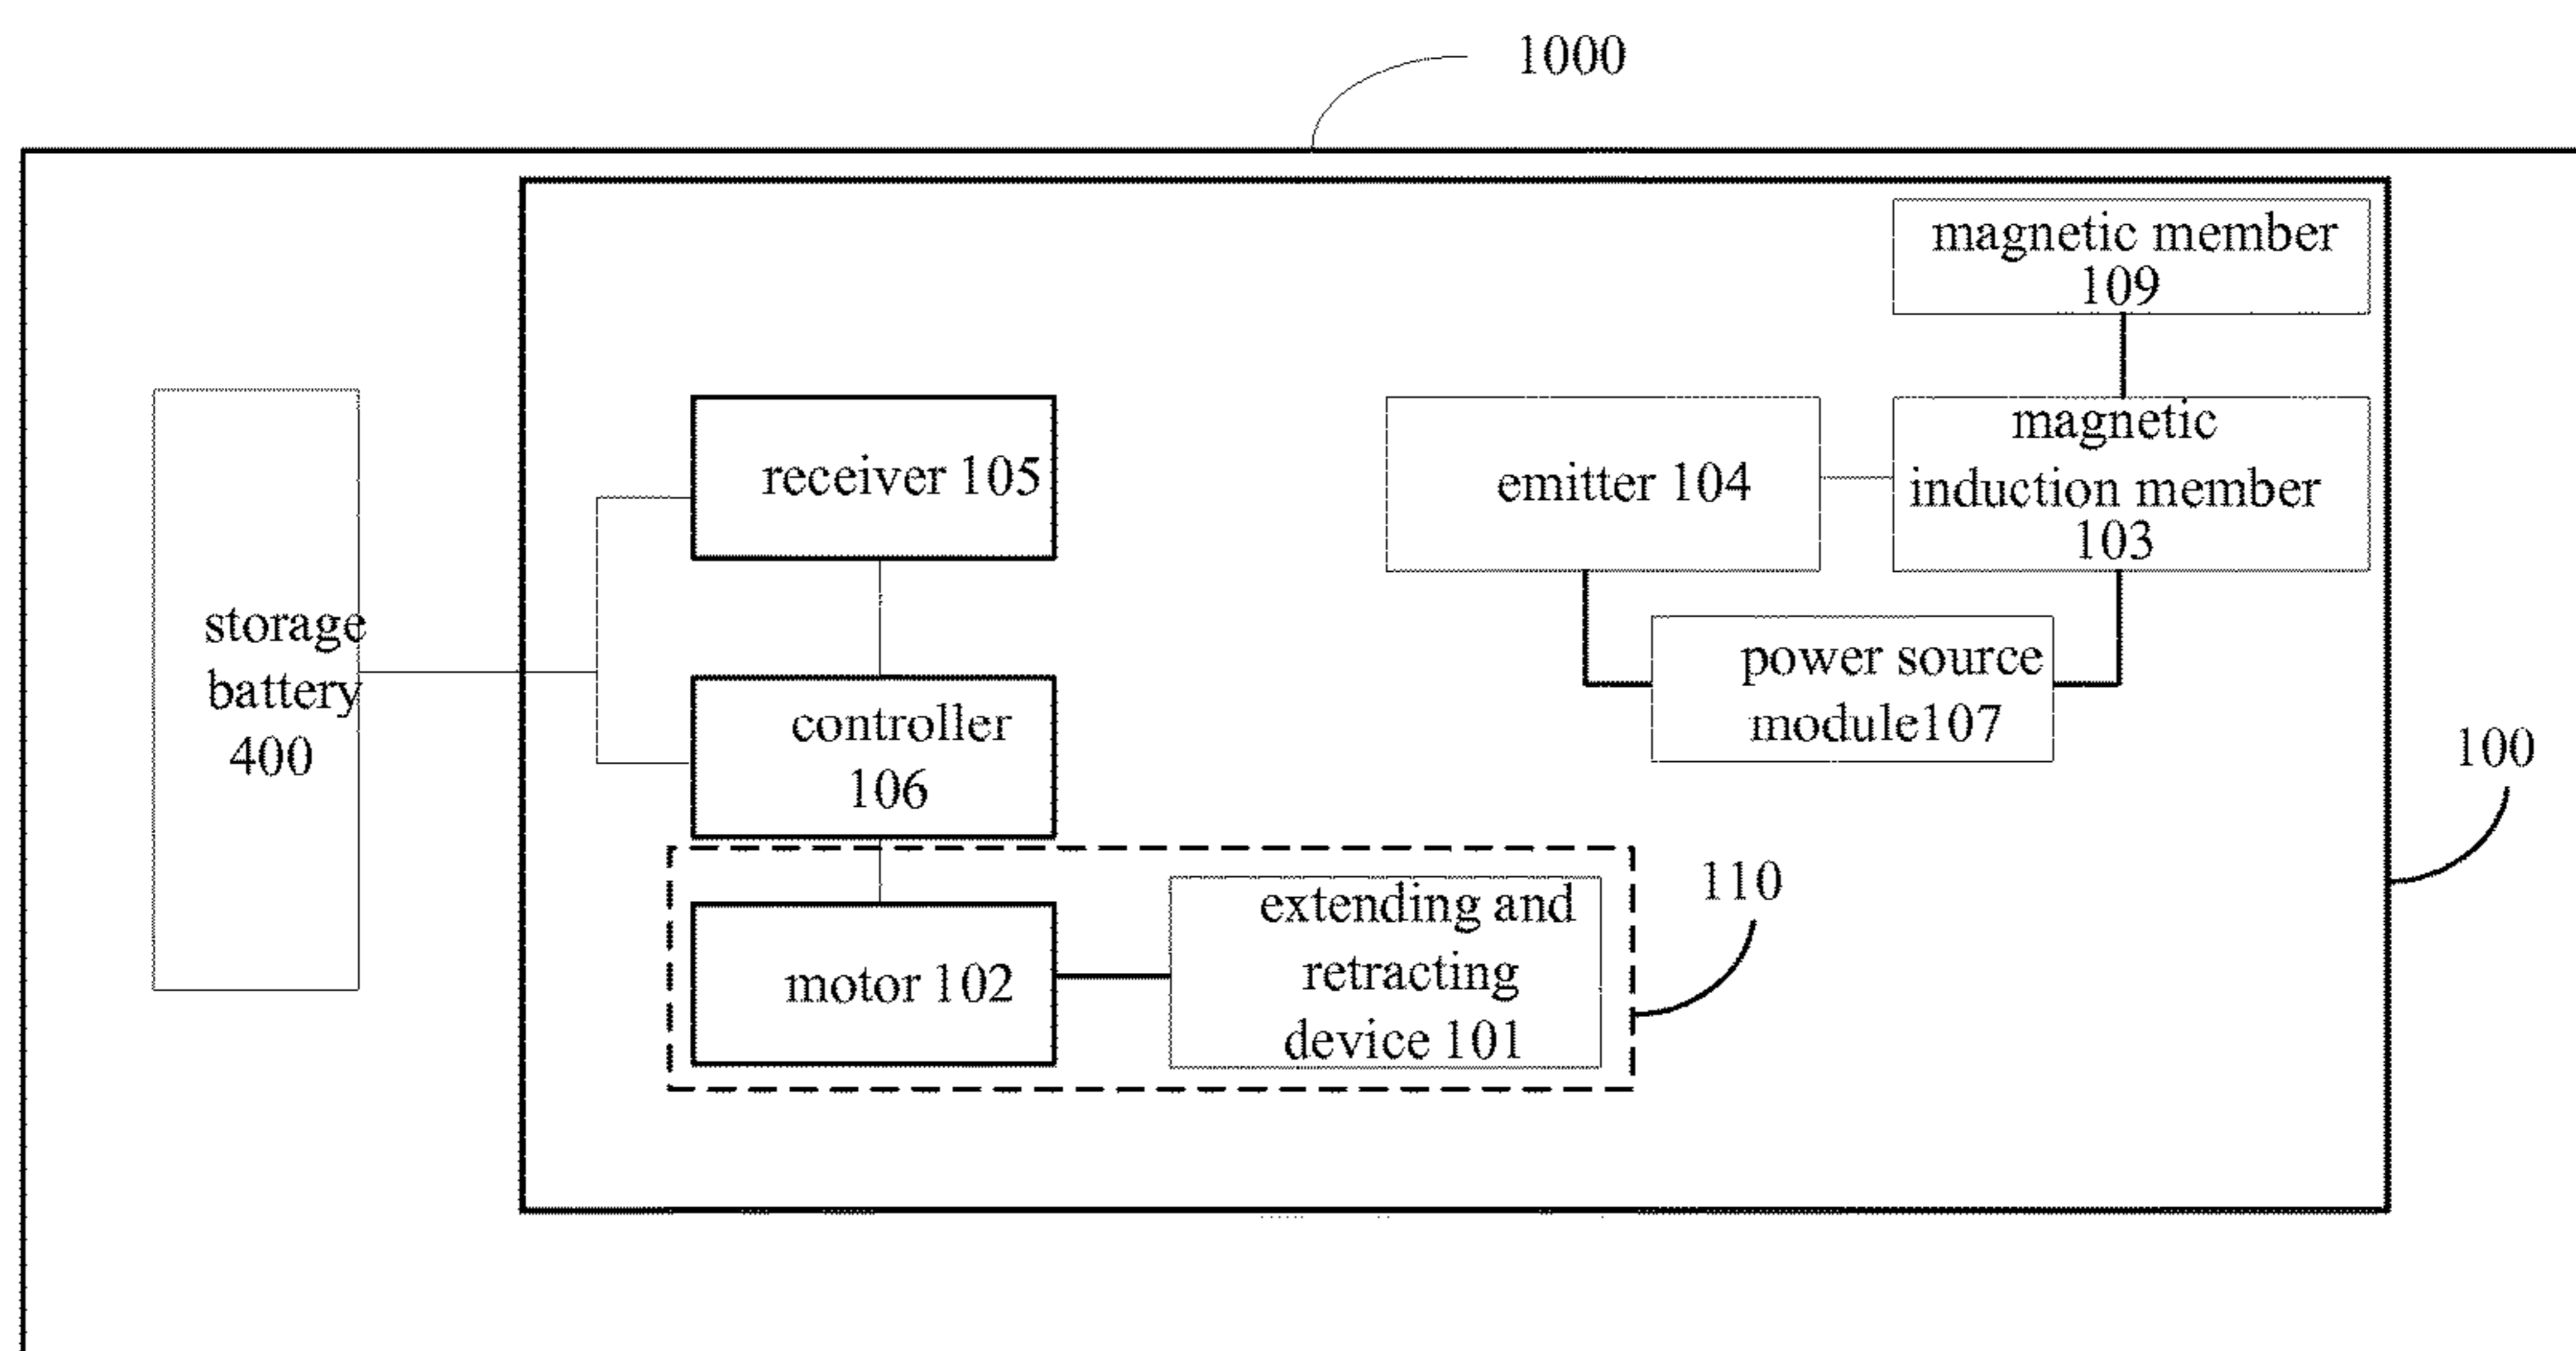 1000
magnetic member
109
receiver 105
emitter 104
magnetic
induction member
103
storage
battery
400
controller
106
power source
module107
100
110
motor 102
extending and
retracting
device 101